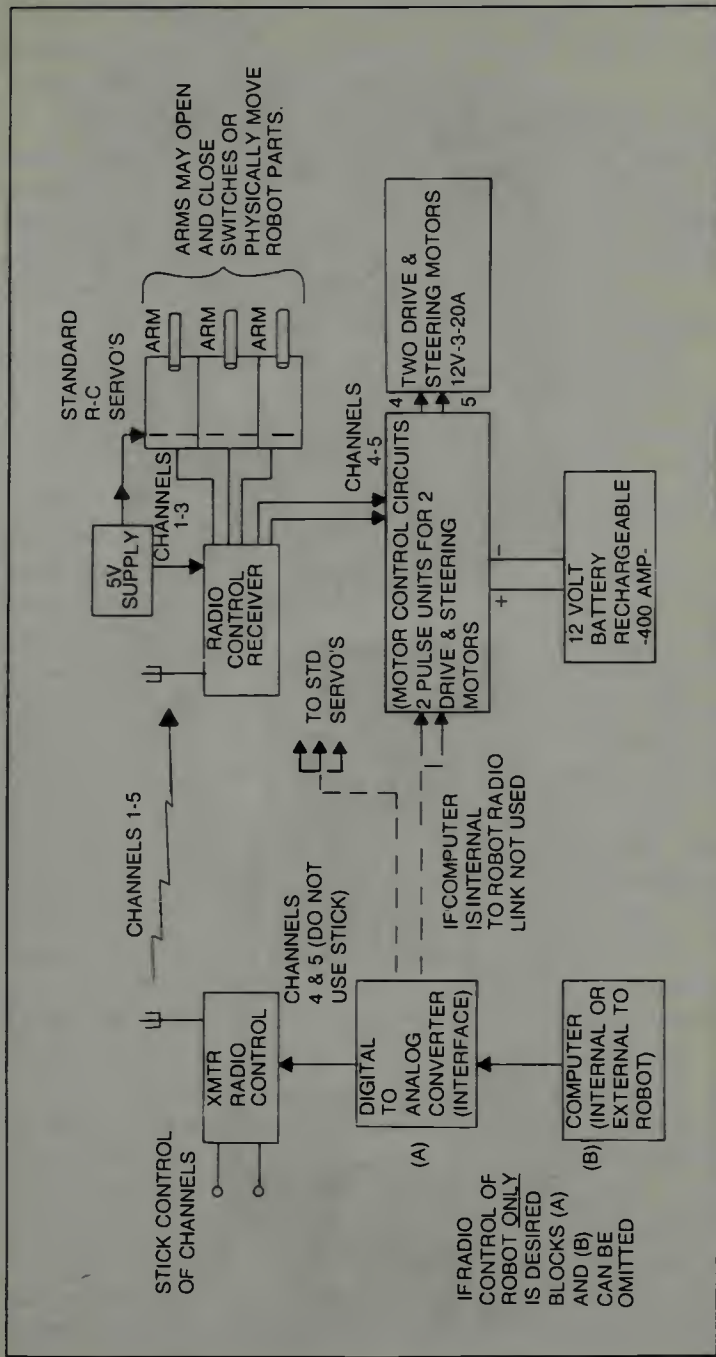 STICK CONTROL
OF CHANNELS
XMTR
RADIO
CONTROL
CHANNELS 1-5
5V
SUPPLY
STANDARD
R-C
SERVO'S
CHANNELS
1-3
RADIO
CONTROL
RECEIVER
ARM
ARM
ARM
ARMS MAY OPEN
AND CLOSE
SWITCHES OR
PHYSICALLY MOVE
ROBOT PARTS.
CHANNELS
4 & 5 (DO NOT
USE STICK)
TO STD
SERVO'S
CHANNELS
4-5
(A)
DIGITAL
TO
ANALOG
CONVERTER
(INTERFACE)
IF COMPUTER
IS INTERNAL
TO ROBOT RADIO
LINK NOT USED
(MOTOR CONTROL CIRCUITS
2 PULSE UNITS FOR 2
DRIVE & STEERING
MOTORS
4
5
TWO DRIVE &
STEERING MOTORS
12V-3-20A
+
-
IF RADIO
CONTROL OF
ROBOT ONLY
IS DESIRED
BLOCKS (A)
AND (B)
CAN BE
OMITTED
(B)
COMPUTER
(INTERNAL OR
EXTERNAL TO
ROBOT)
12 VOLT
BATTERY
RECHARGEABLE
-400 AMP-